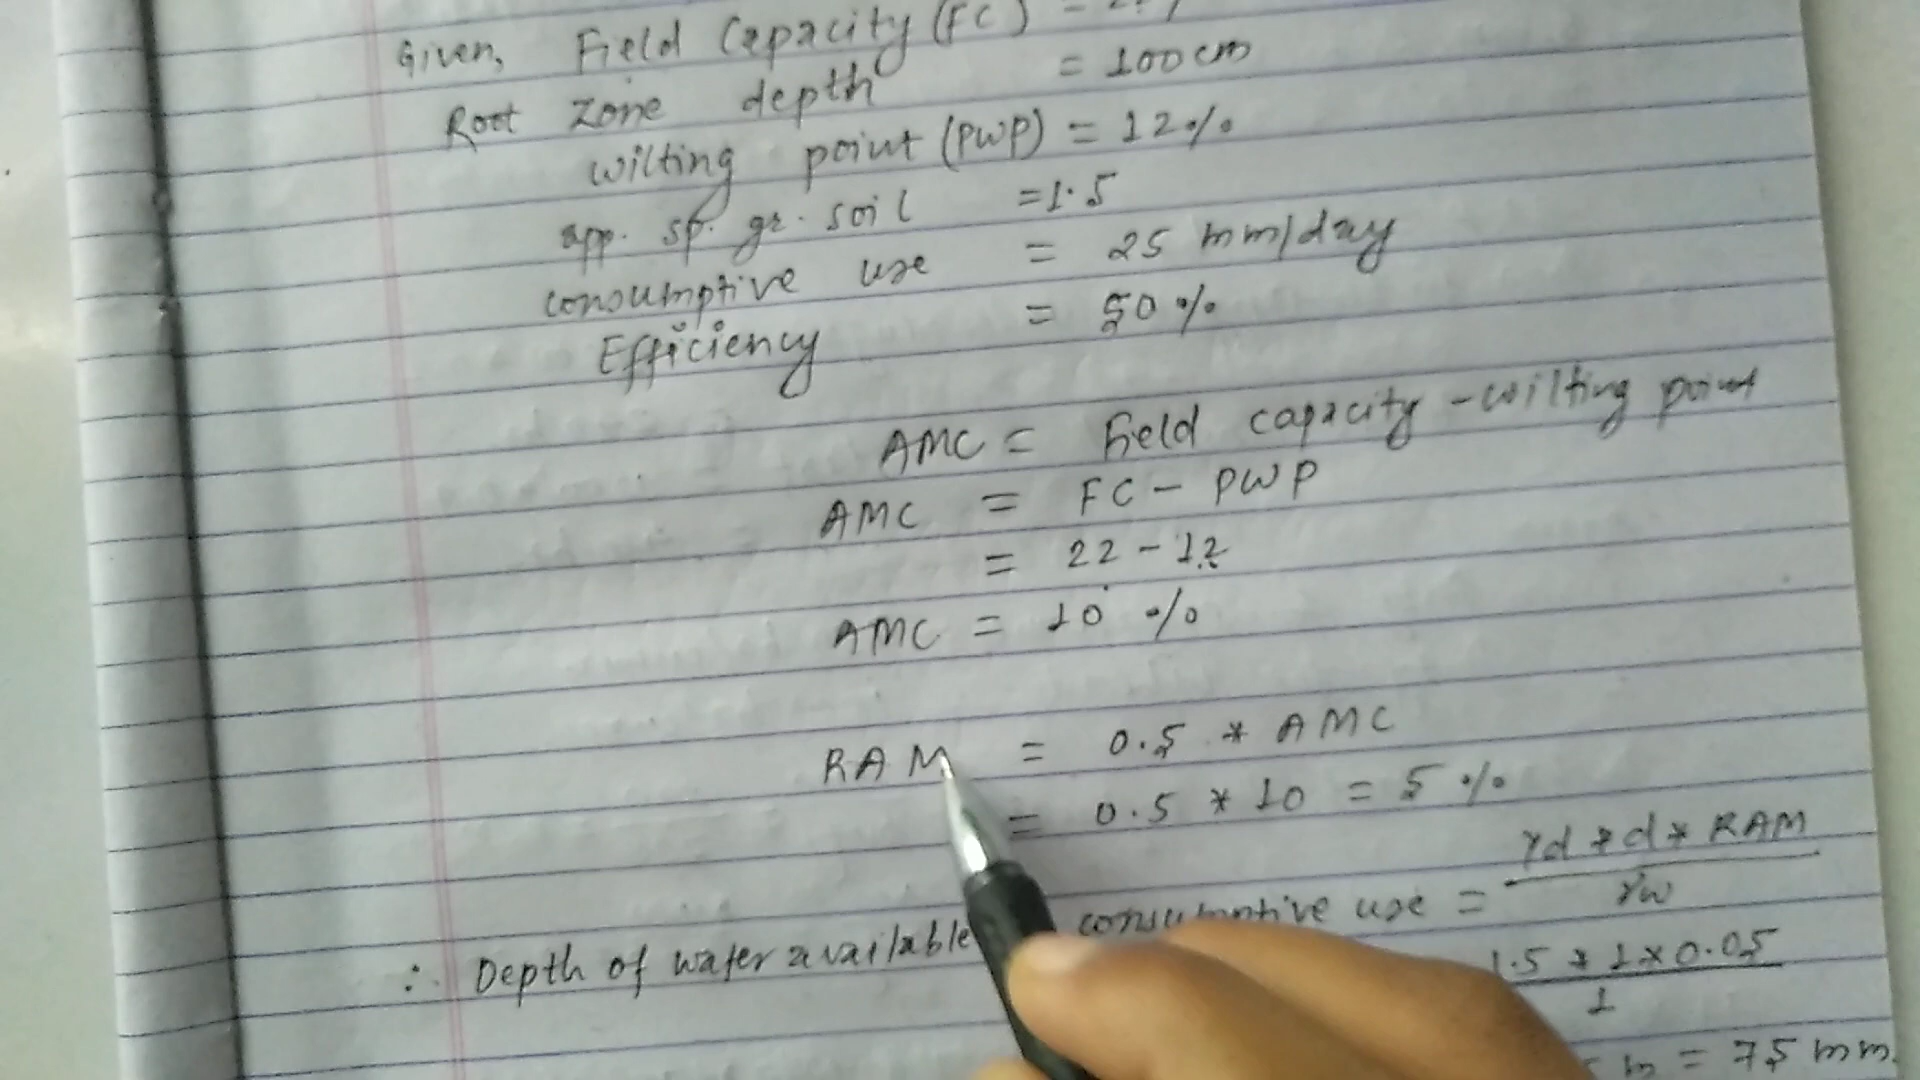 Given, Field Capacity (FC) =
Root zone depth = 100 cm
wilting point (PWP) = 12%
app. sp. gr. soil = 1.5
consumptive use = 25 mm/day
Efficiency = 50%
AMC = Field capacity - wilting point
AMC = FC - PWP
= 22 - 12
AMC = 10 %
RAM = 0.5 * AMC
= 0.5 * 10 = 5 %
∴ Depth of water available consumptive use = γd * d * RAM / γw
1.5 * 1 x 0.05 / 1
m = 75 mm.